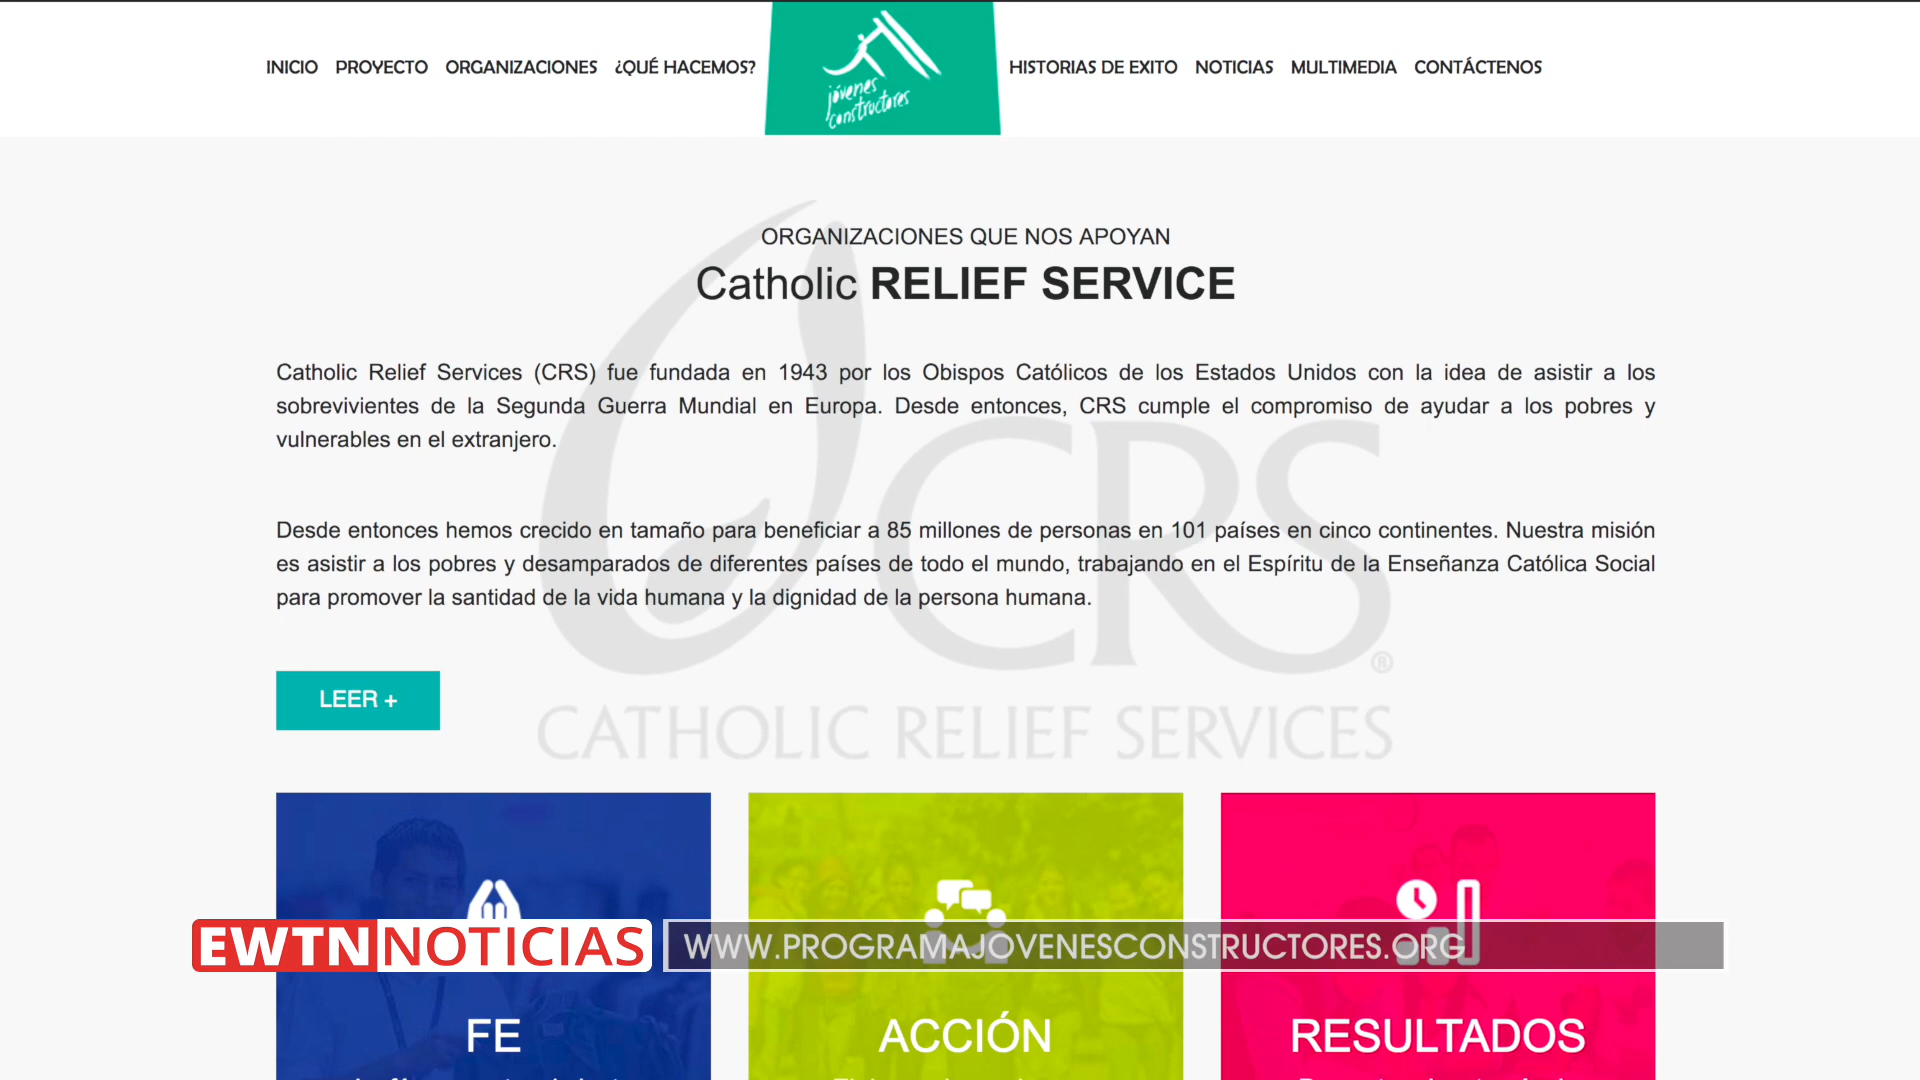 INICIO PROYECTO ORGANIZACIONES ¿QUÉ HACEMOS? jóvenes constructores HISTORIAS DE EXITO NOTICIAS MULTIMEDIA CONTÁCTENOS
ORGANIZACIONES QUE NOS APOYAN
Catholic RELIEF SERVICE
Catholic Relief Services (CRS) fue fundada en 1943 por los Obispos Católicos de los Estados Unidos con la idea de asistir a los
sobrevivientes de la Segunda Guerra Mundial en Europa. Desde entonces, CRS cumple el compromiso de ayudar a los pobres y
vulnerables en el extranjero.
Desde entonces hemos crecido en tamaño para beneficiar a 85 millones de personas en 101 países en cinco continentes. Nuestra misión
es asistir a los pobres y desamparados de diferentes países de todo el mundo, trabajando en el Espíritu de la Enseñanza Católica Social
para promover la santidad de la vida humana y la dignidad de la persona humana.
CRS®
CATHOLIC RELIEF SERVICES
LEER +
EWTN NOTICIAS WWW.PROGRAMAJOVENESCONSTRUCTORES.ORG
FE ACCIÓN RESULTADOS